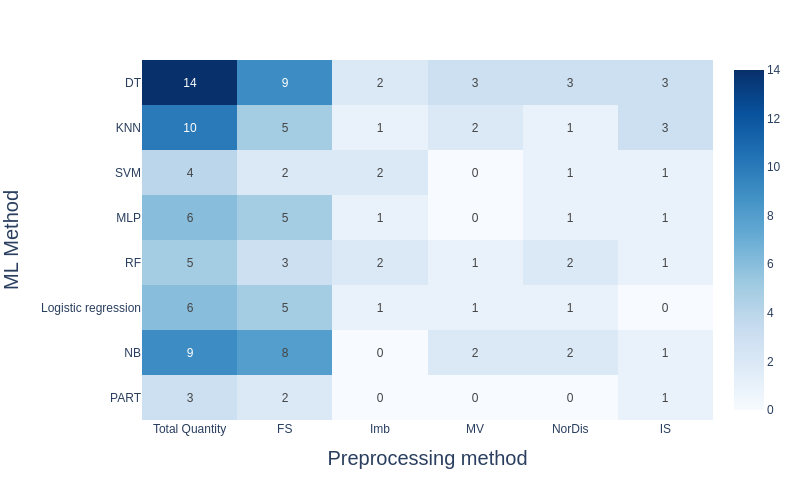 DT 14 9 2 3 3 3
KNN 10 5 1 2 1 3
SVM 4 2 2 0 1 1
MLP 6 5 1 0 1 1
RF 5 3 2 1 2 1
Logistic regression 6 5 1 1 1 0
NB 9 8 0 2 2 1
PART 3 2 0 0 0 1
Total Quantity FS Imb MV NorDis IS
Preprocessing method
ML Method
14
12
10
8
6
4
2
0